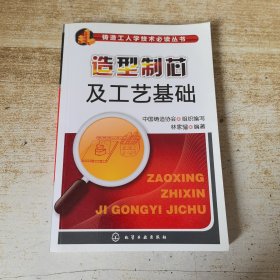 铸造工人学技术必读丛书
造型制芯
及工艺基础
中国铸造协会 组织编写
林家骝 编著
ZAOXING
ZHIXIN
JI GONGYI JICHU
化学工业出版社